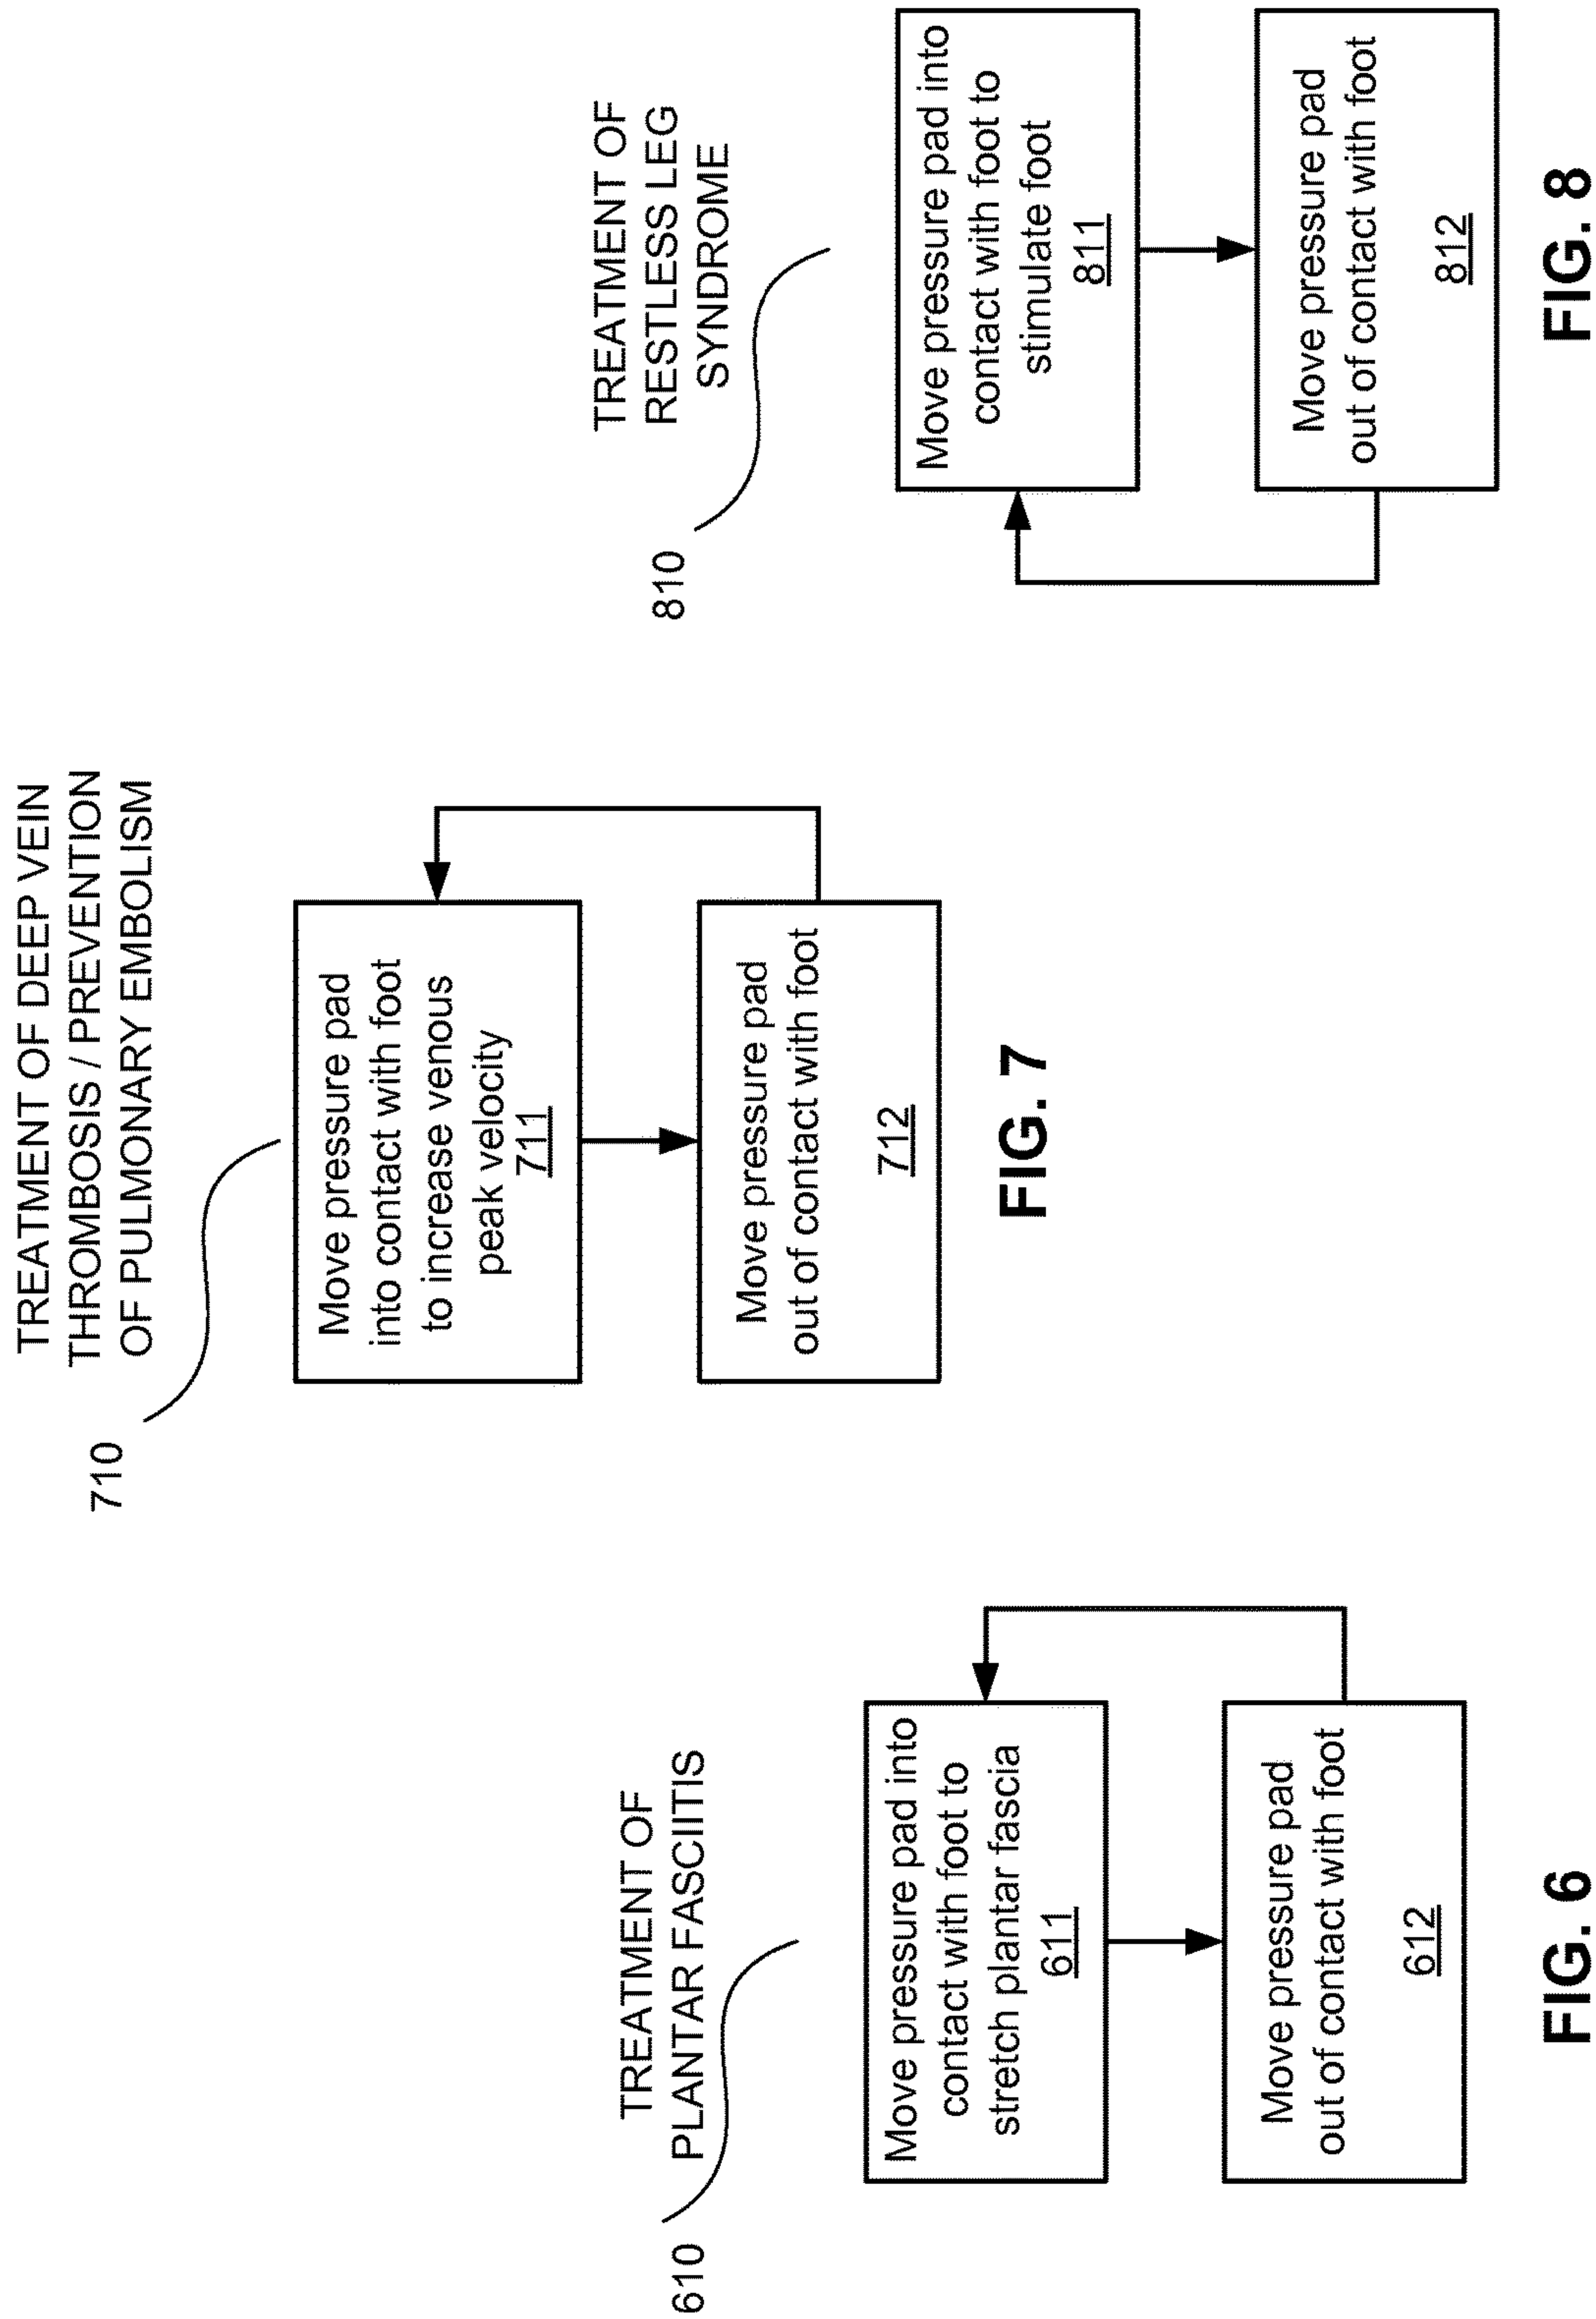 610
TREATMENT OF
PLANTAR FASCIITIS
Move pressure pad into
contact with foot to
stretch plantar fascia
611
Move pressure pad
out of contact with foot
612
FIG. 6
710
TREATMENT OF DEEP VEIN
THROMBOSIS / PREVENTION
OF PULMONARY EMBOLISM
Move pressure pad
into contact with foot
to increase venous
peak velocity
711
Move pressure pad
out of contact with foot
712
FIG. 7
810
TREATMENT OF
RESTLESS LEG
SYNDROME
Move pressure pad into
contact with foot to
stimulate foot
811
Move pressure pad
out of contact with foot
812
FIG. 8